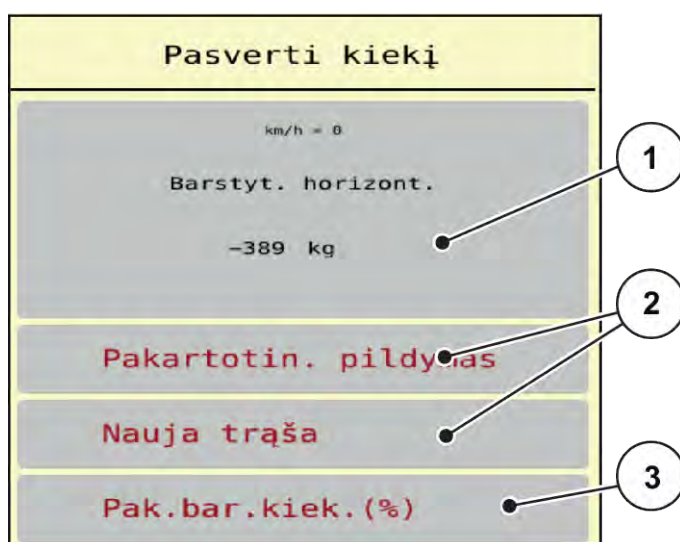 Pasverti kiekį
km/h = 0
Barstyt. horizont.
-389 kg
1
2
Pakartotin. pildymas
Nauja trąša
3
Pak.bar.kiek.(%)